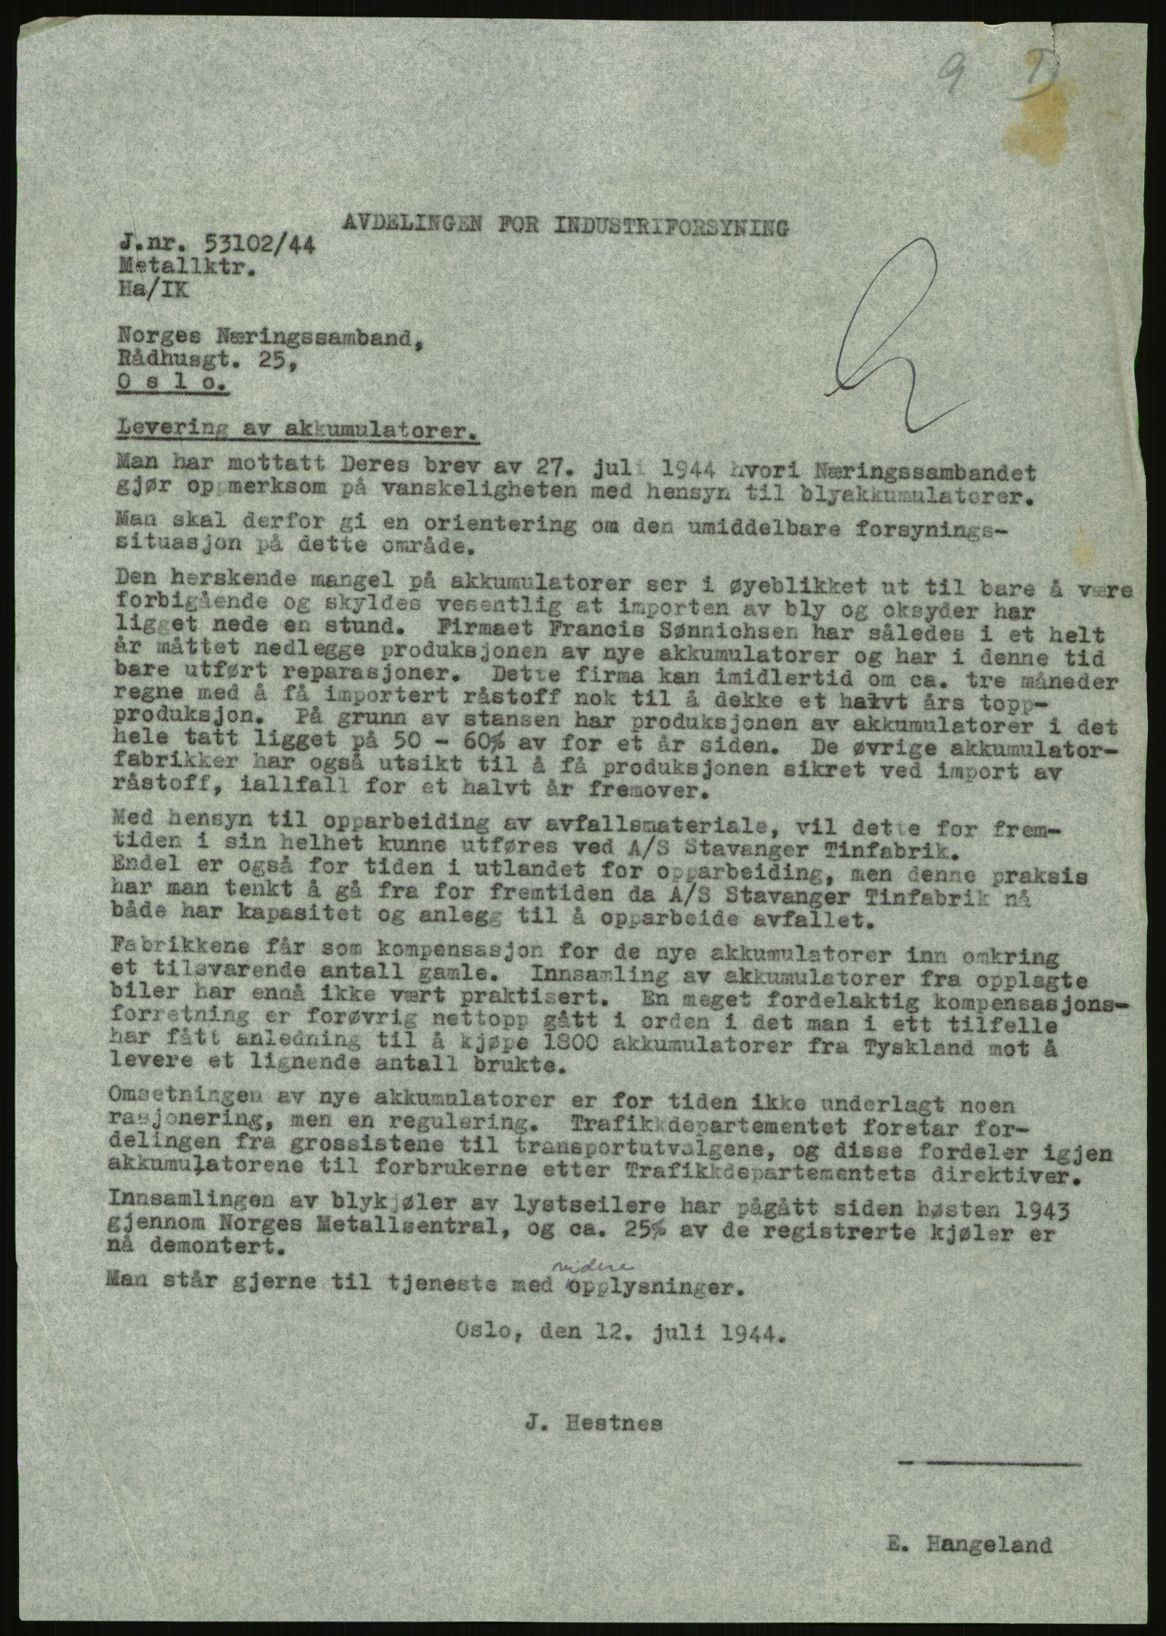 9
AVDELINGEN FOR INDUSTRIFORSYNING
J.nr. 53102/44
Metallktr.
Ha/IK
Norges Næringssamband,
Rådhusgt. 25,
O s l o.
Levering av akkumulatorer.
Man har mottatt Deres brev av 27. juli 1944 hvori Næringssambandet
gjør oppmerksom på vanskeligheten med hensyn til blyakkumulatorer.
Man skal derfor gi en orientering om den umiddelbare forsynings-
situasjon på dette område.
Den herskende mangel på akkumulatorer ser i øyeblikket ut til bare å være
forbigående og skyldes vesentlig at importen av bly og oksyder har
ligget nede en stund. Firmaet Francis Sønnichsen har således i et helt
år måttet nedlegge produksjonen av nye akkumulatorer og har i denne tid
bare utført reparasjoner. Dette firma kan imidlertid om ca. tre måneder
regne med å få importert råstoff nok til å dekke et halvt års topp-
produksjon. På grunn av stansen har produksjonen av akkumulatorer i det
hele tatt ligget på 50 - 60% av for et år siden. De øvrige akkumulator-
fabrikker har også utsikt til å få produksjonen sikret ved import av
råstoff, iallfall for et halvt år fremover.
Med hensyn til opparbeiding av avfallsmateriale, vil dette for frem-
tiden i sin helhet kunne utføres ved A/S Stavanger Tinfabrik.
Endel er også for tiden i utlandet for opparbeiding, men denne praksis
har man tenkt å gå fra for fremtiden da A/S Stavanger Tinfabrik nå
både har kapasitet og anlegg til å opparbeide avfallet.
Fabrikkene får som kompensasjon for de nye akkumulatorer inn omkring
et tilsvarende antall gamle. Innsamling av akkumulatorer fra opplagte
biler har ennå ikke vært praktisert. En meget fordelaktig kompensasjons-
forretning er forøvrig nettopp gått i orden i det man i ett tilfelle
har fått anledning til å kjøpe 1800 akkumulatorer fra Tyskland mot å
levere et lignende antall brukte.
Omsetningen av nye akkumulatorer er for tiden ikke underlagt noen
rasjonering, men en regulering. Trafikkdepartementet foretar for-
delingen fra grossistene til transportutvalgene, og disse fordeler igjen
akkumulatorene til forbrukerne etter Trafikkdepartementets direktiver.
Innsamlingen av blykjøler av lystseilere har pågått siden høsten 1943
gjennom Norges Metallsentral, og ca. 25% av de registrerte kjøler er
nå demontert.
Man står gjerne til tjeneste med videre opplysninger.
Oslo, den 12. juli 1944.
J. Hestnes
E. Hangeland